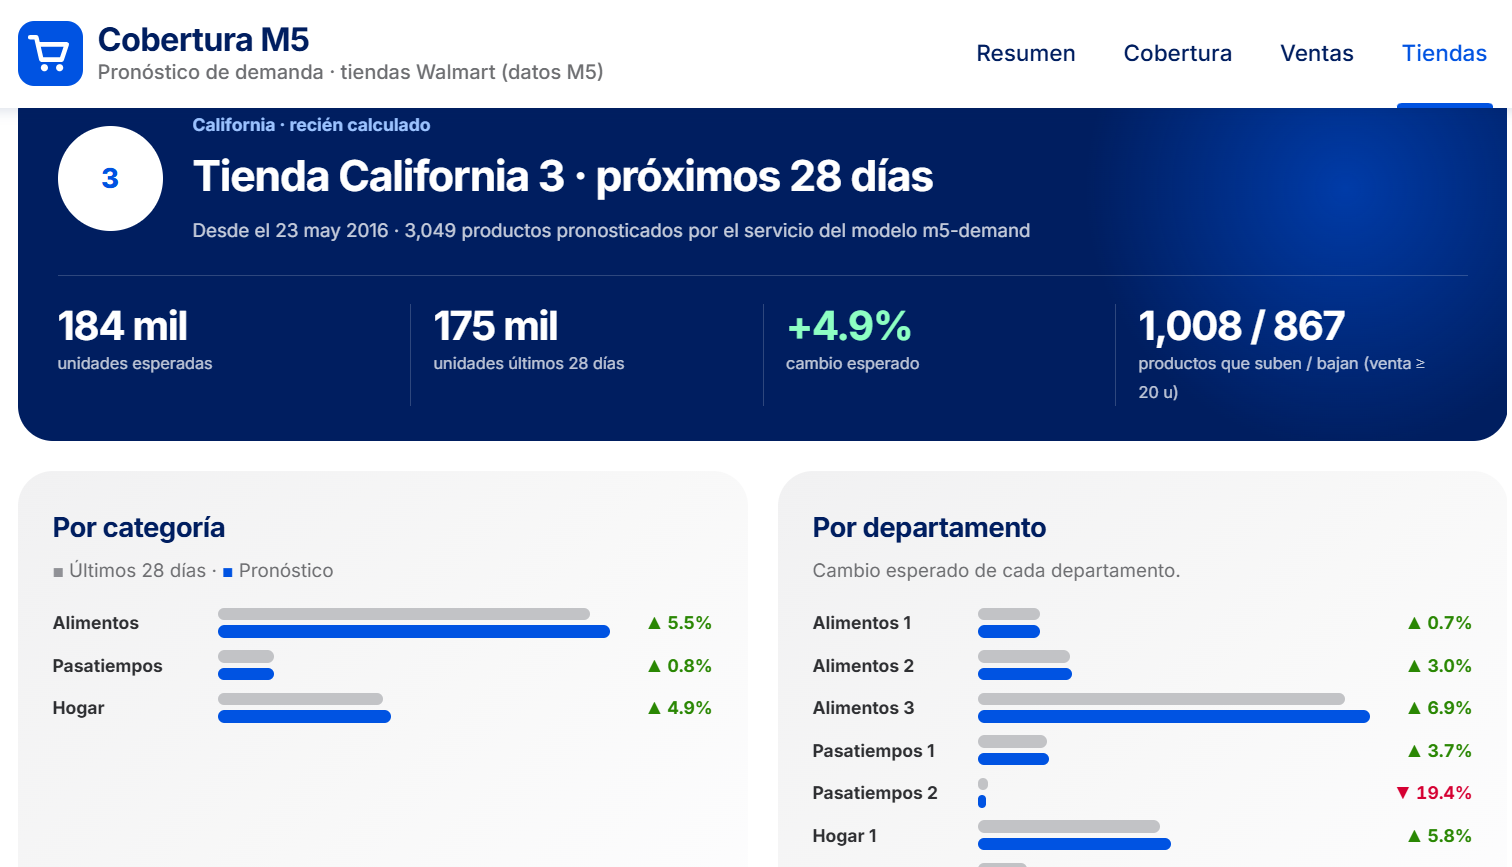 Cobertura M5
Pronóstico de demanda · tiendas Walmart (datos M5)
Resumen
Cobertura
Ventas
Tiendas
3
California · recién calculado
Tienda California 3 · próximos 28 días
Desde el 23 may 2016 · 3,049 productos pronosticados por el servicio del modelo m5-demand
184 mil
unidades esperadas
175 mil
unidades últimos 28 días
+4.9%
cambio esperado
1,008 / 867
productos que suben / bajan (venta ≥
20 u)
Por categoría
■ Últimos 28 días · ■ Pronóstico
Alimentos ▲ 5.5%
Pasatiempos ▲ 0.8%
Hogar ▲ 4.9%
Por departamento
Cambio esperado de cada departamento.
Alimentos 1 ▲ 0.7%
Alimentos 2 ▲ 3.0%
Alimentos 3 ▲ 6.9%
Pasatiempos 1 ▲ 3.7%
Pasatiempos 2 ▼ 19.4%
Hogar 1 ▲ 5.8%